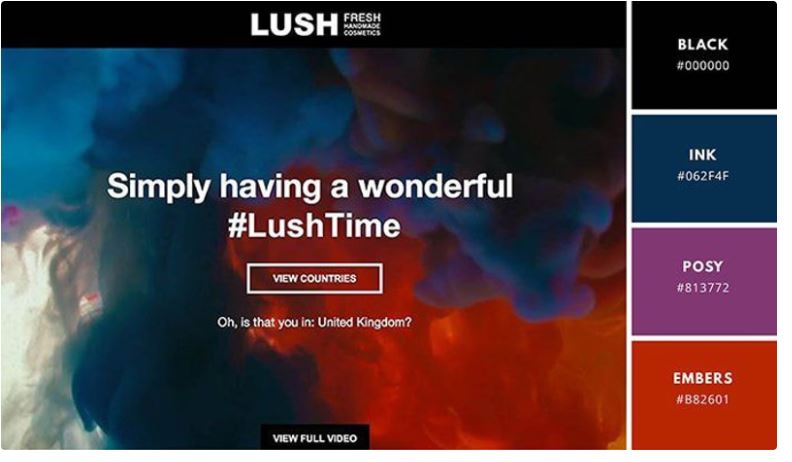 LUSH FRESH
HANDMADE
COSMETICS
Simply having a wonderful
#LushTime
VIEW COUNTRIES
Oh, is that you in: United Kingdom?
VIEW FULL VIDEO
BLACK
#000000
INK
#062F4F
POSY
#813772
EMBERS
#B82601